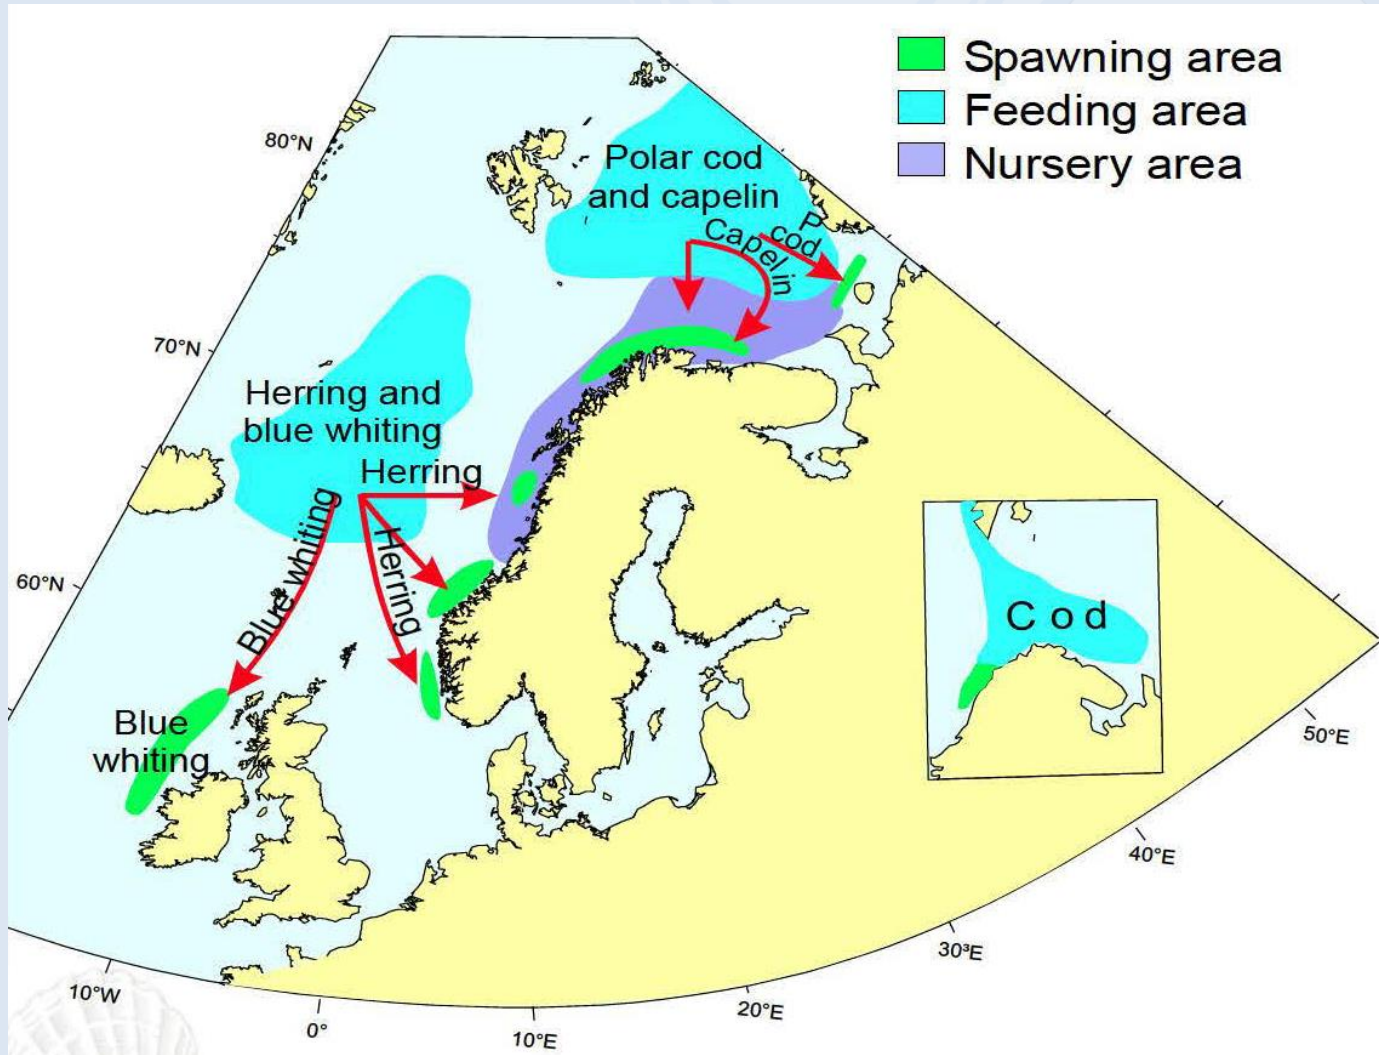 Spawning area
Feeding area
Nursery area
80°N
Polar cod
and capelin
P
cod
Capelin
70°N
Herring and
blue whiting
Herring
Blue whiting
Herring
60°N
Blue
whiting
Cod
50°E
40°E
30³E
20°E
10°E
0°
10°W